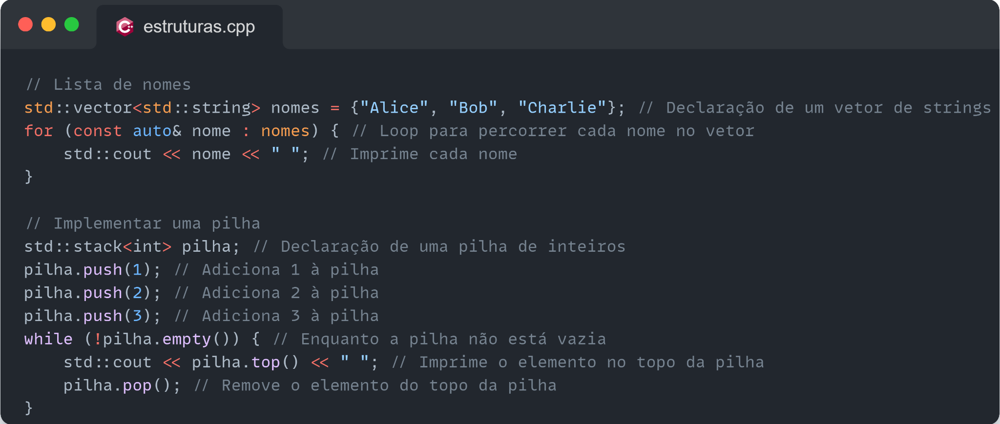 estruturas.cpp
// Lista de nomes
std::vector<std::string> nomes = {"Alice", "Bob", "Charlie"}; // Declaração de um vetor de strings
for (const auto& nome : nomes) { // Loop para percorrer cada nome no vetor
    std::cout << nome << " "; // Imprime cada nome
}
// Implementar uma pilha
std::stack<int> pilha; // Declaração de uma pilha de inteiros
pilha.push(1); // Adiciona 1 à pilha
pilha.push(2); // Adiciona 2 à pilha
pilha.push(3); // Adiciona 3 à pilha
while (!pilha.empty()) { // Enquanto a pilha não está vazia
    std::cout << pilha.top() << " "; // Imprime o elemento no topo da pilha
    pilha.pop(); // Remove o elemento do topo da pilha
}